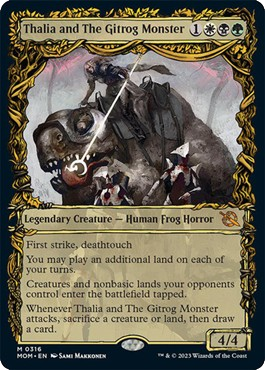 Thalia and The Gitrog Monster 1
Legendary Creature — Human Frog Horror
First strike, deathtouch
You may play an additional land on each
of your turns.
Creatures and nonbasic lands your opponents
control enter the battlefield tapped.
Whenever Thalia and The Gitrog Monster
attacks, sacrifice a creature or land, then draw
a card.
4/4
M 0316
MOM • EN SAMI MAKKONEN
™ & © 2023 Wizards of the Coast